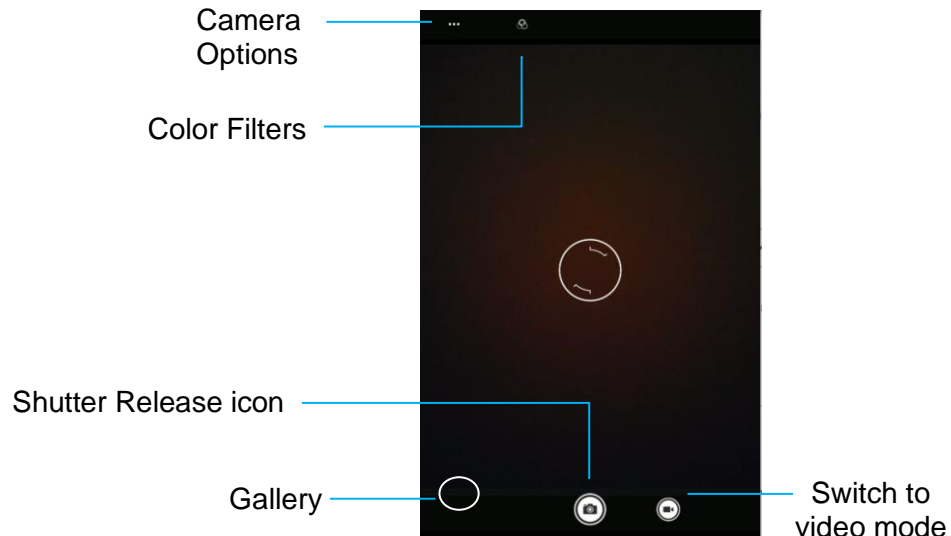 Camera
Options
Color Filters
Shutter Release icon
Gallery
Switch to
video mode